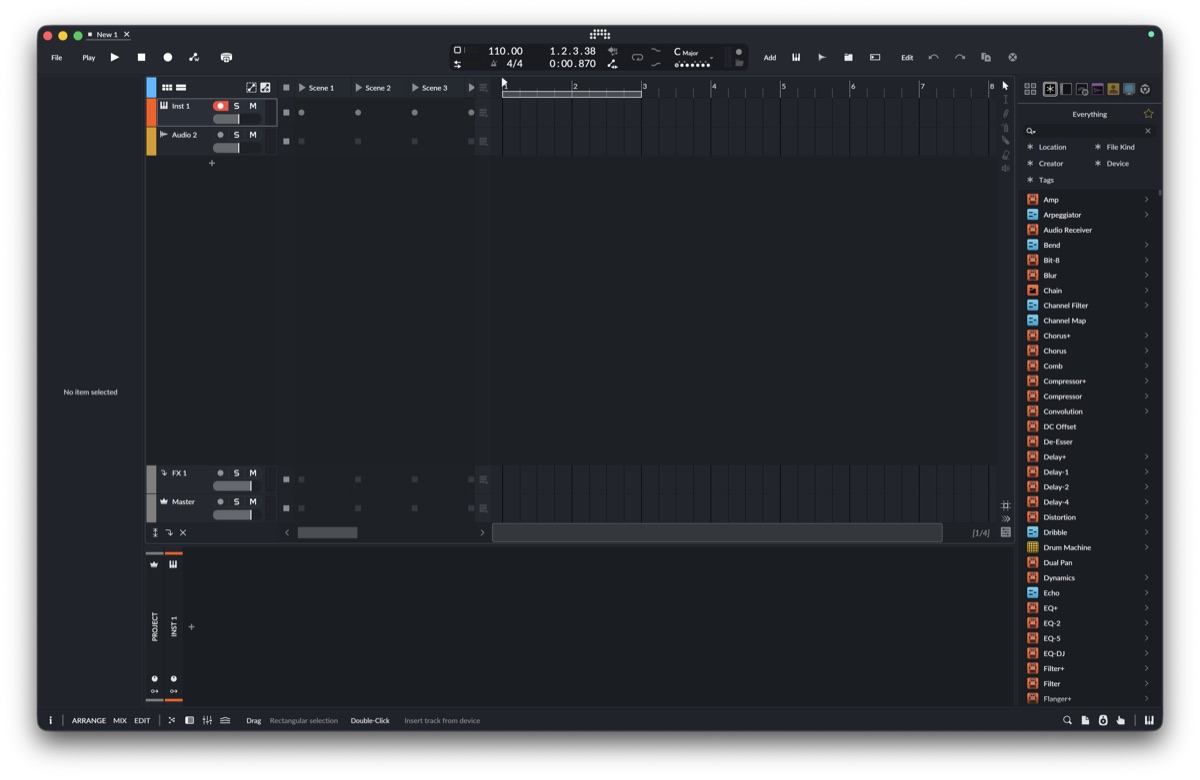 New 1
File
Play
110.00
4/4
1.2.3.38
0:00.870
C Major
Add
Edit
Scene 1
Scene 2
Scene 3
1
2
3
4
5
6
7
8
Inst 1
S
M
Audio 2
S
M
+
No item selected
FX 1
S
M
Master
S
M
[1/4]
PROJECT
INST 1
+
Everything
Location
File Kind
Creator
Device
Tags
Amp
Arpeggiator
Audio Receiver
Bend
Bit-8
Blur
Chain
Channel Filter
Channel Map
Chorus+
Chorus
Comb
Compressor+
Compressor
Convolution
DC Offset
De-Esser
Delay+
Delay-1
Delay-2
Delay-4
Distortion
Dribble
Drum Machine
Dual Pan
Dynamics
Echo
EQ+
EQ-2
EQ-5
EQ-DJ
Filter+
Filter
Flanger+
i
ARRANGE MIX EDIT
Drag Rectangular selection Double-Click Insert track from device